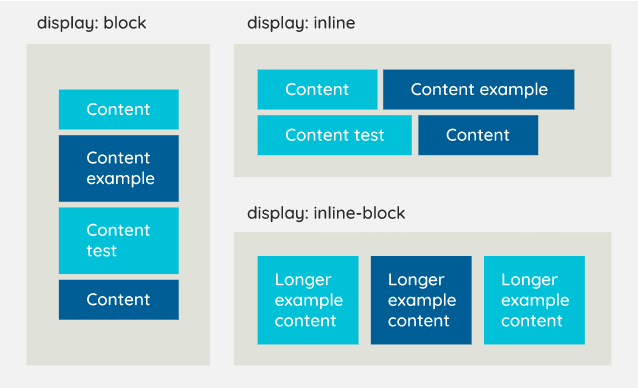 display: block
Content
Content
example
Content
test
Content
display: inline
Content
Content example
Content test
Content
display: inline-block
Longer
example
content
Longer
example
content
Longer
example
content